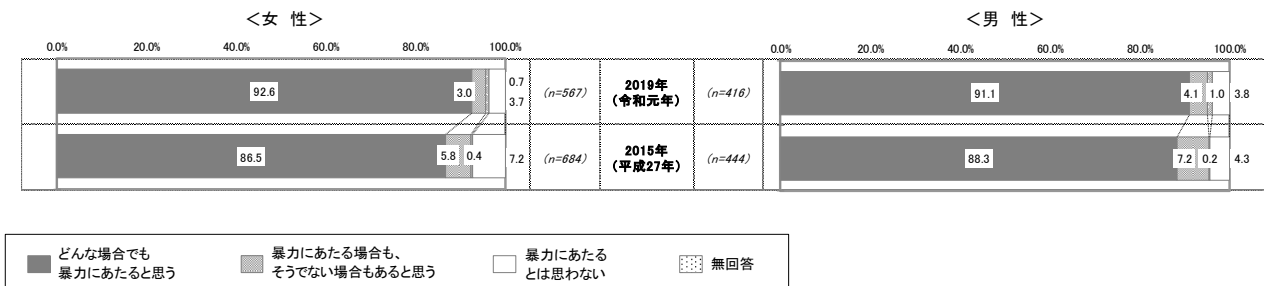 ＜女 性＞
＜男 性＞
0.0% 20.0% 40.0% 60.0% 80.0% 100.0%
0.0% 20.0% 40.0% 60.0% 80.0% 100.0%
92.6 3.0 0.7 3.7
(n=567)
2019年
（令和元年）
(n=416)
91.1 4.1 1.0 3.8
86.5 5.8 0.4 7.2
(n=684)
2015年
（平成27年）
(n=444)
88.3 7.2 0.2 4.3
どんな場合でも
暴力にあたると思う
暴力にあたる場合も、
そうでない場合もあると思う
暴力にあたる
とは思わない
無回答